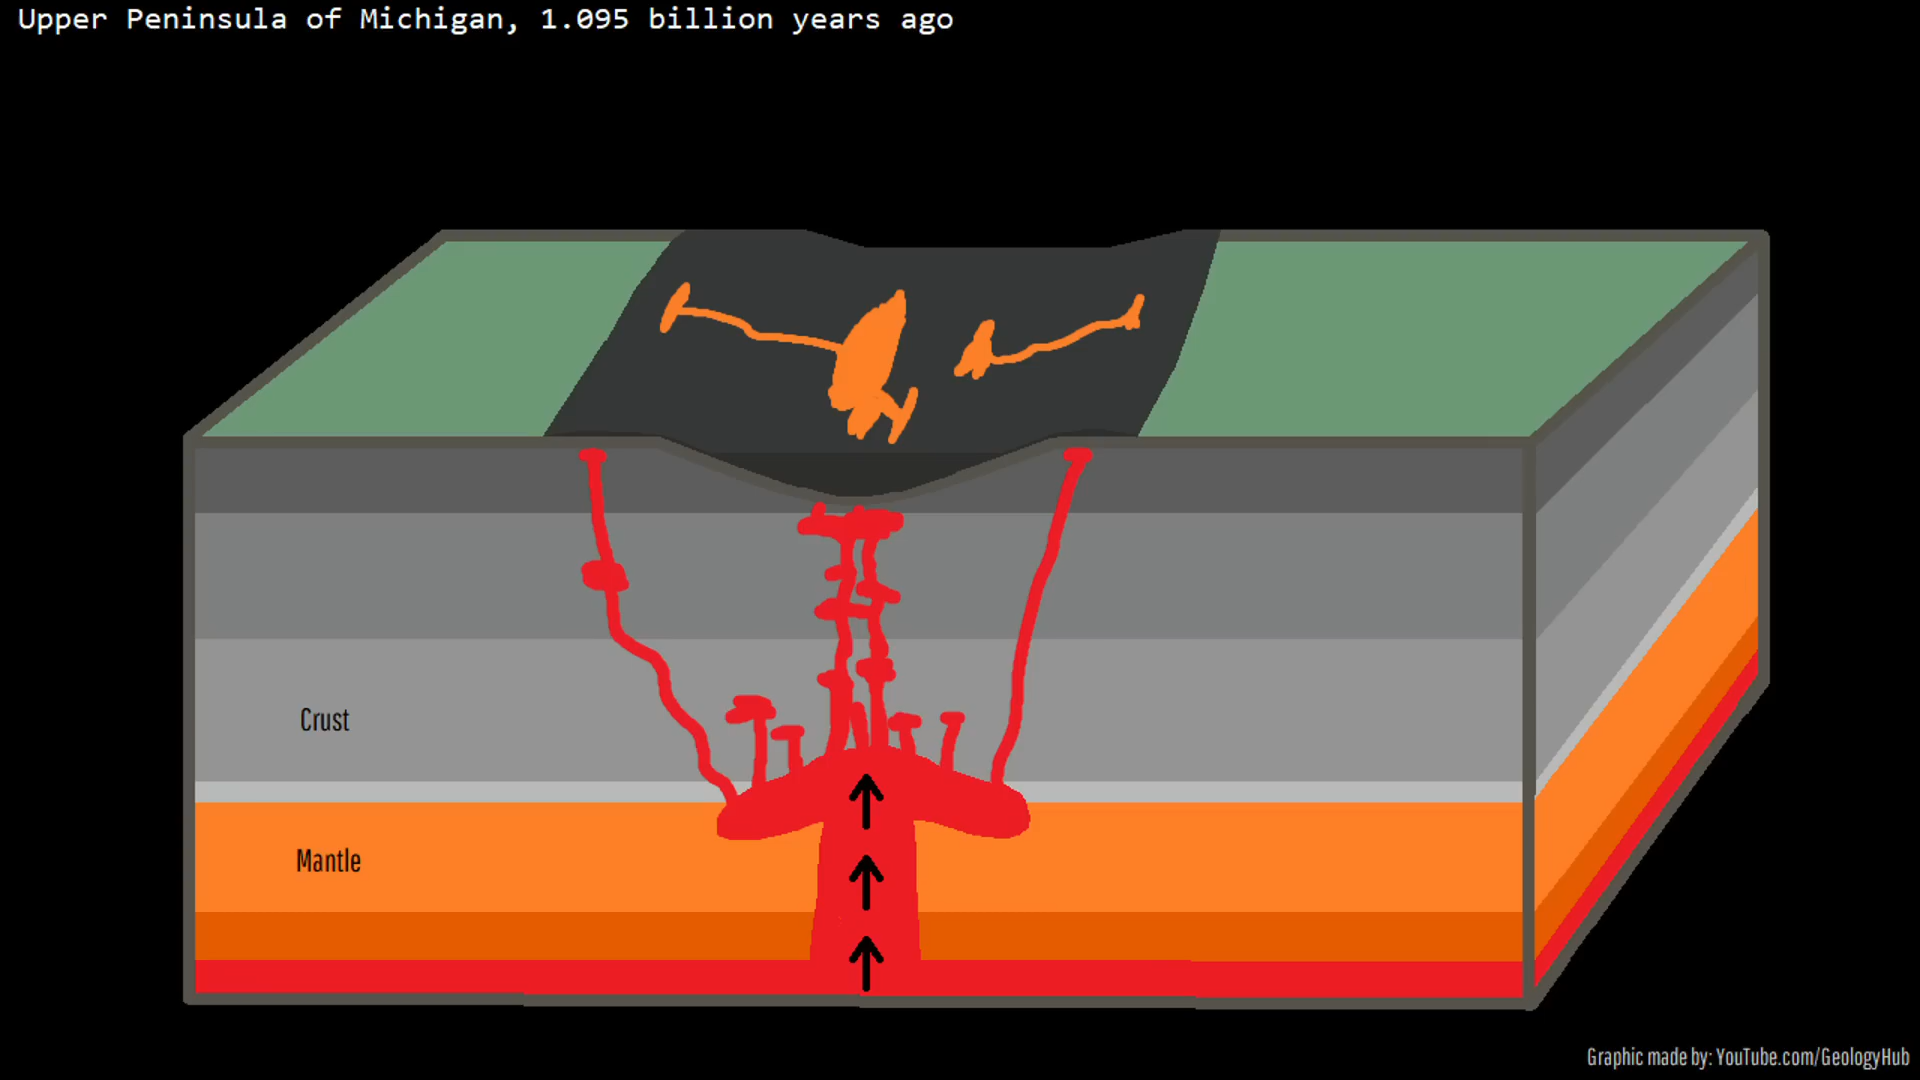 Upper Peninsula of Michigan, 1.095 billion years ago
Crust
Mantle
Graphic made by: YouTube.com/GeologyHub